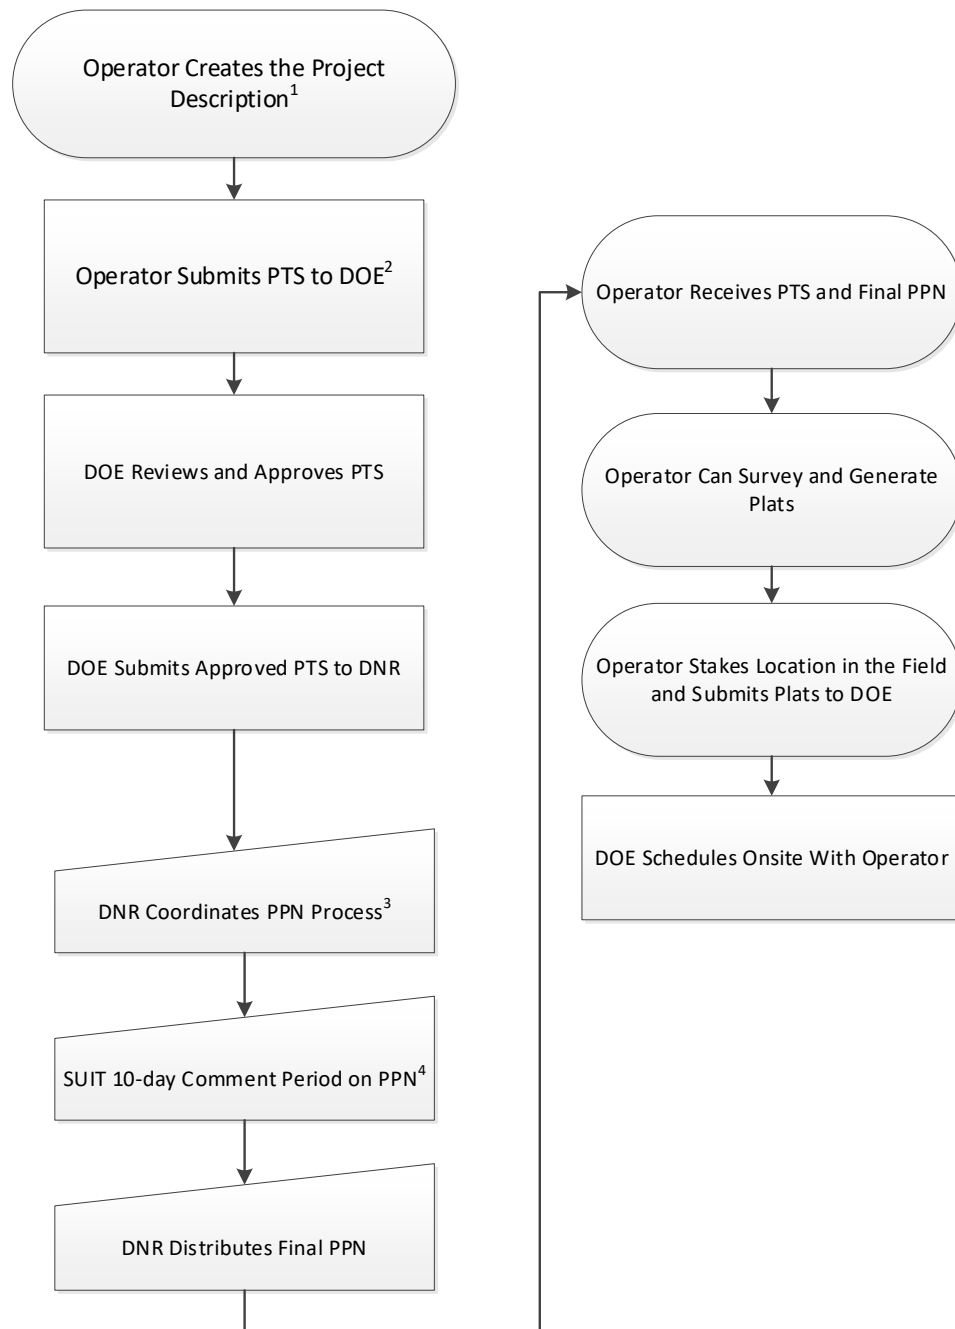 Operator Creates the Project
Description¹
Operator Submits PTS to DOE²
DOE Reviews and Approves PTS
DOE Submits Approved PTS to DNR
DNR Coordinates PPN Process³
SUIT 10-day Comment Period on PPN⁴
DNR Distributes Final PPN
Operator Receives PTS and Final PPN
Operator Can Survey and Generate
Plats
Operator Stakes Location in the Field
and Submits Plats to DOE
DOE Schedules Onsite With Operator